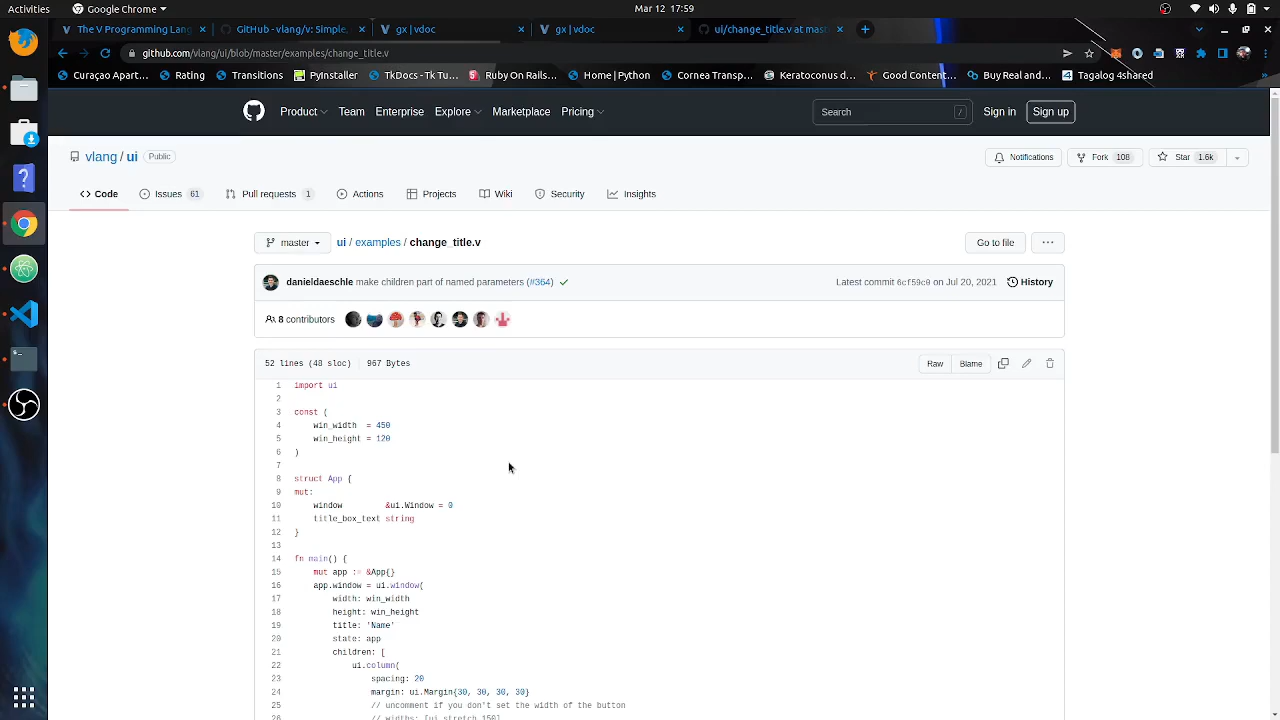 Activities Google Chrome Mar 12 17:59
The V Programming Lang GitHub - vlang/v: Simple, gx | vdoc gx | vdoc ui/change_title.v at mast
github.com/vlang/ui/blob/master/examples/change_title.v
Curaçao Apart... Rating Transitions PyInstaller TkDocs - Tk Tu... Ruby On Rails... Home | Python Cornea Transp... Keratoconus d... Good Content... Buy Real and... Tagalog 4shared
Product Team Enterprise Explore Marketplace Pricing Search / Sign in Sign up
vlang / ui Public Notifications Fork 108 Star 1.6k
Code Issues 61 Pull requests 1 Actions Projects Wiki Security Insights
master ui / examples / change_title.v Go to file ...
danieldaeschle make children part of named parameters (#364) Latest commit 6cf59c0 on Jul 20, 2021 History
8 contributors
52 lines (48 sloc) 967 Bytes Raw Blame
1 import ui
2
3 const (
4 win_width = 450
5 win_height = 120
6 )
7
8 struct App {
9 mut:
10 window &ui.Window = 0
11 title_box_text string
12 }
13
14 fn main() {
15 mut app := &App{}
16 app.window = ui.window(
17 width: win_width
18 height: win_height
19 title: 'Name'
20 state: app
21 children: [
22 ui.column(
23 spacing: 20
24 margin: ui.Margin{30, 30, 30, 30}
25 // uncomment if you don't set the width of the button
26 // widths: [ui.stretch,150]